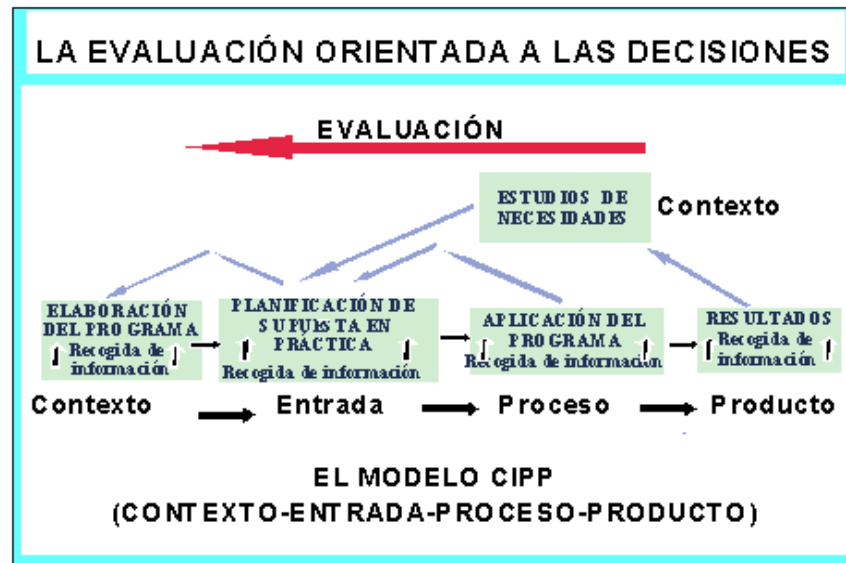 LA EVALUACIÓN ORIENTADA A LAS DECISIONES
EVALUACIÓN
ESTUDIOS DE
NECESIDADES
Contexto
ELABORACIÓN
DEL PROGRAMA
Recogida de
información
PLANIFICACIÓN DE
SU PUESTA EN
PRÁCTICA
Recogida de información
APLICACIÓN DEL
PROGRAMA
Recogida de información
RESULTADOS
Recogida de
información
Contexto
Entrada
Proceso
Producto
EL MODELO CIPP
(CONTEXTO-ENTRADA-PROCESO-PRODUCTO)